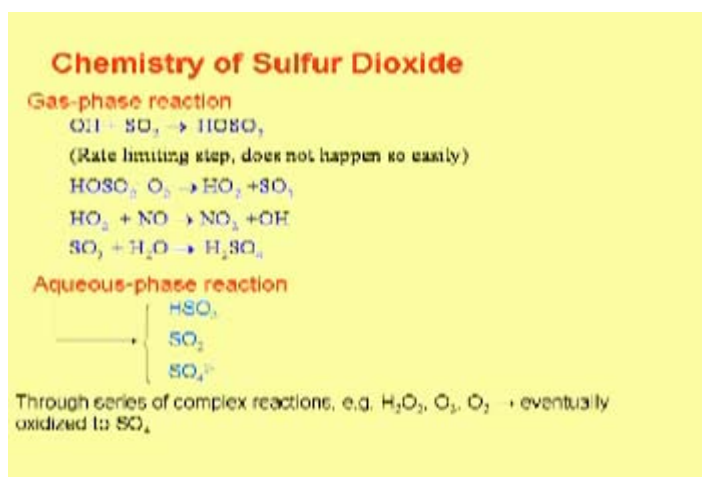 Chemistry of Sulfur Dioxide
Gas-phase reaction
OH + SO₂ → HOSO₂
(Rate limiting step, does not happen so easily)
HOSO₂ O₂ → HO₂ +SO₃
HO₂ + NO → NO₂ +OH
SO₃ + H₂O → H₂SO₄
Aqueous-phase reaction
HSO₃
SO₂
SO₄²⁻
Through series of complex reactions, e.g. H₂O₂, O₃, O₂ → eventually
oxidized to SO₄